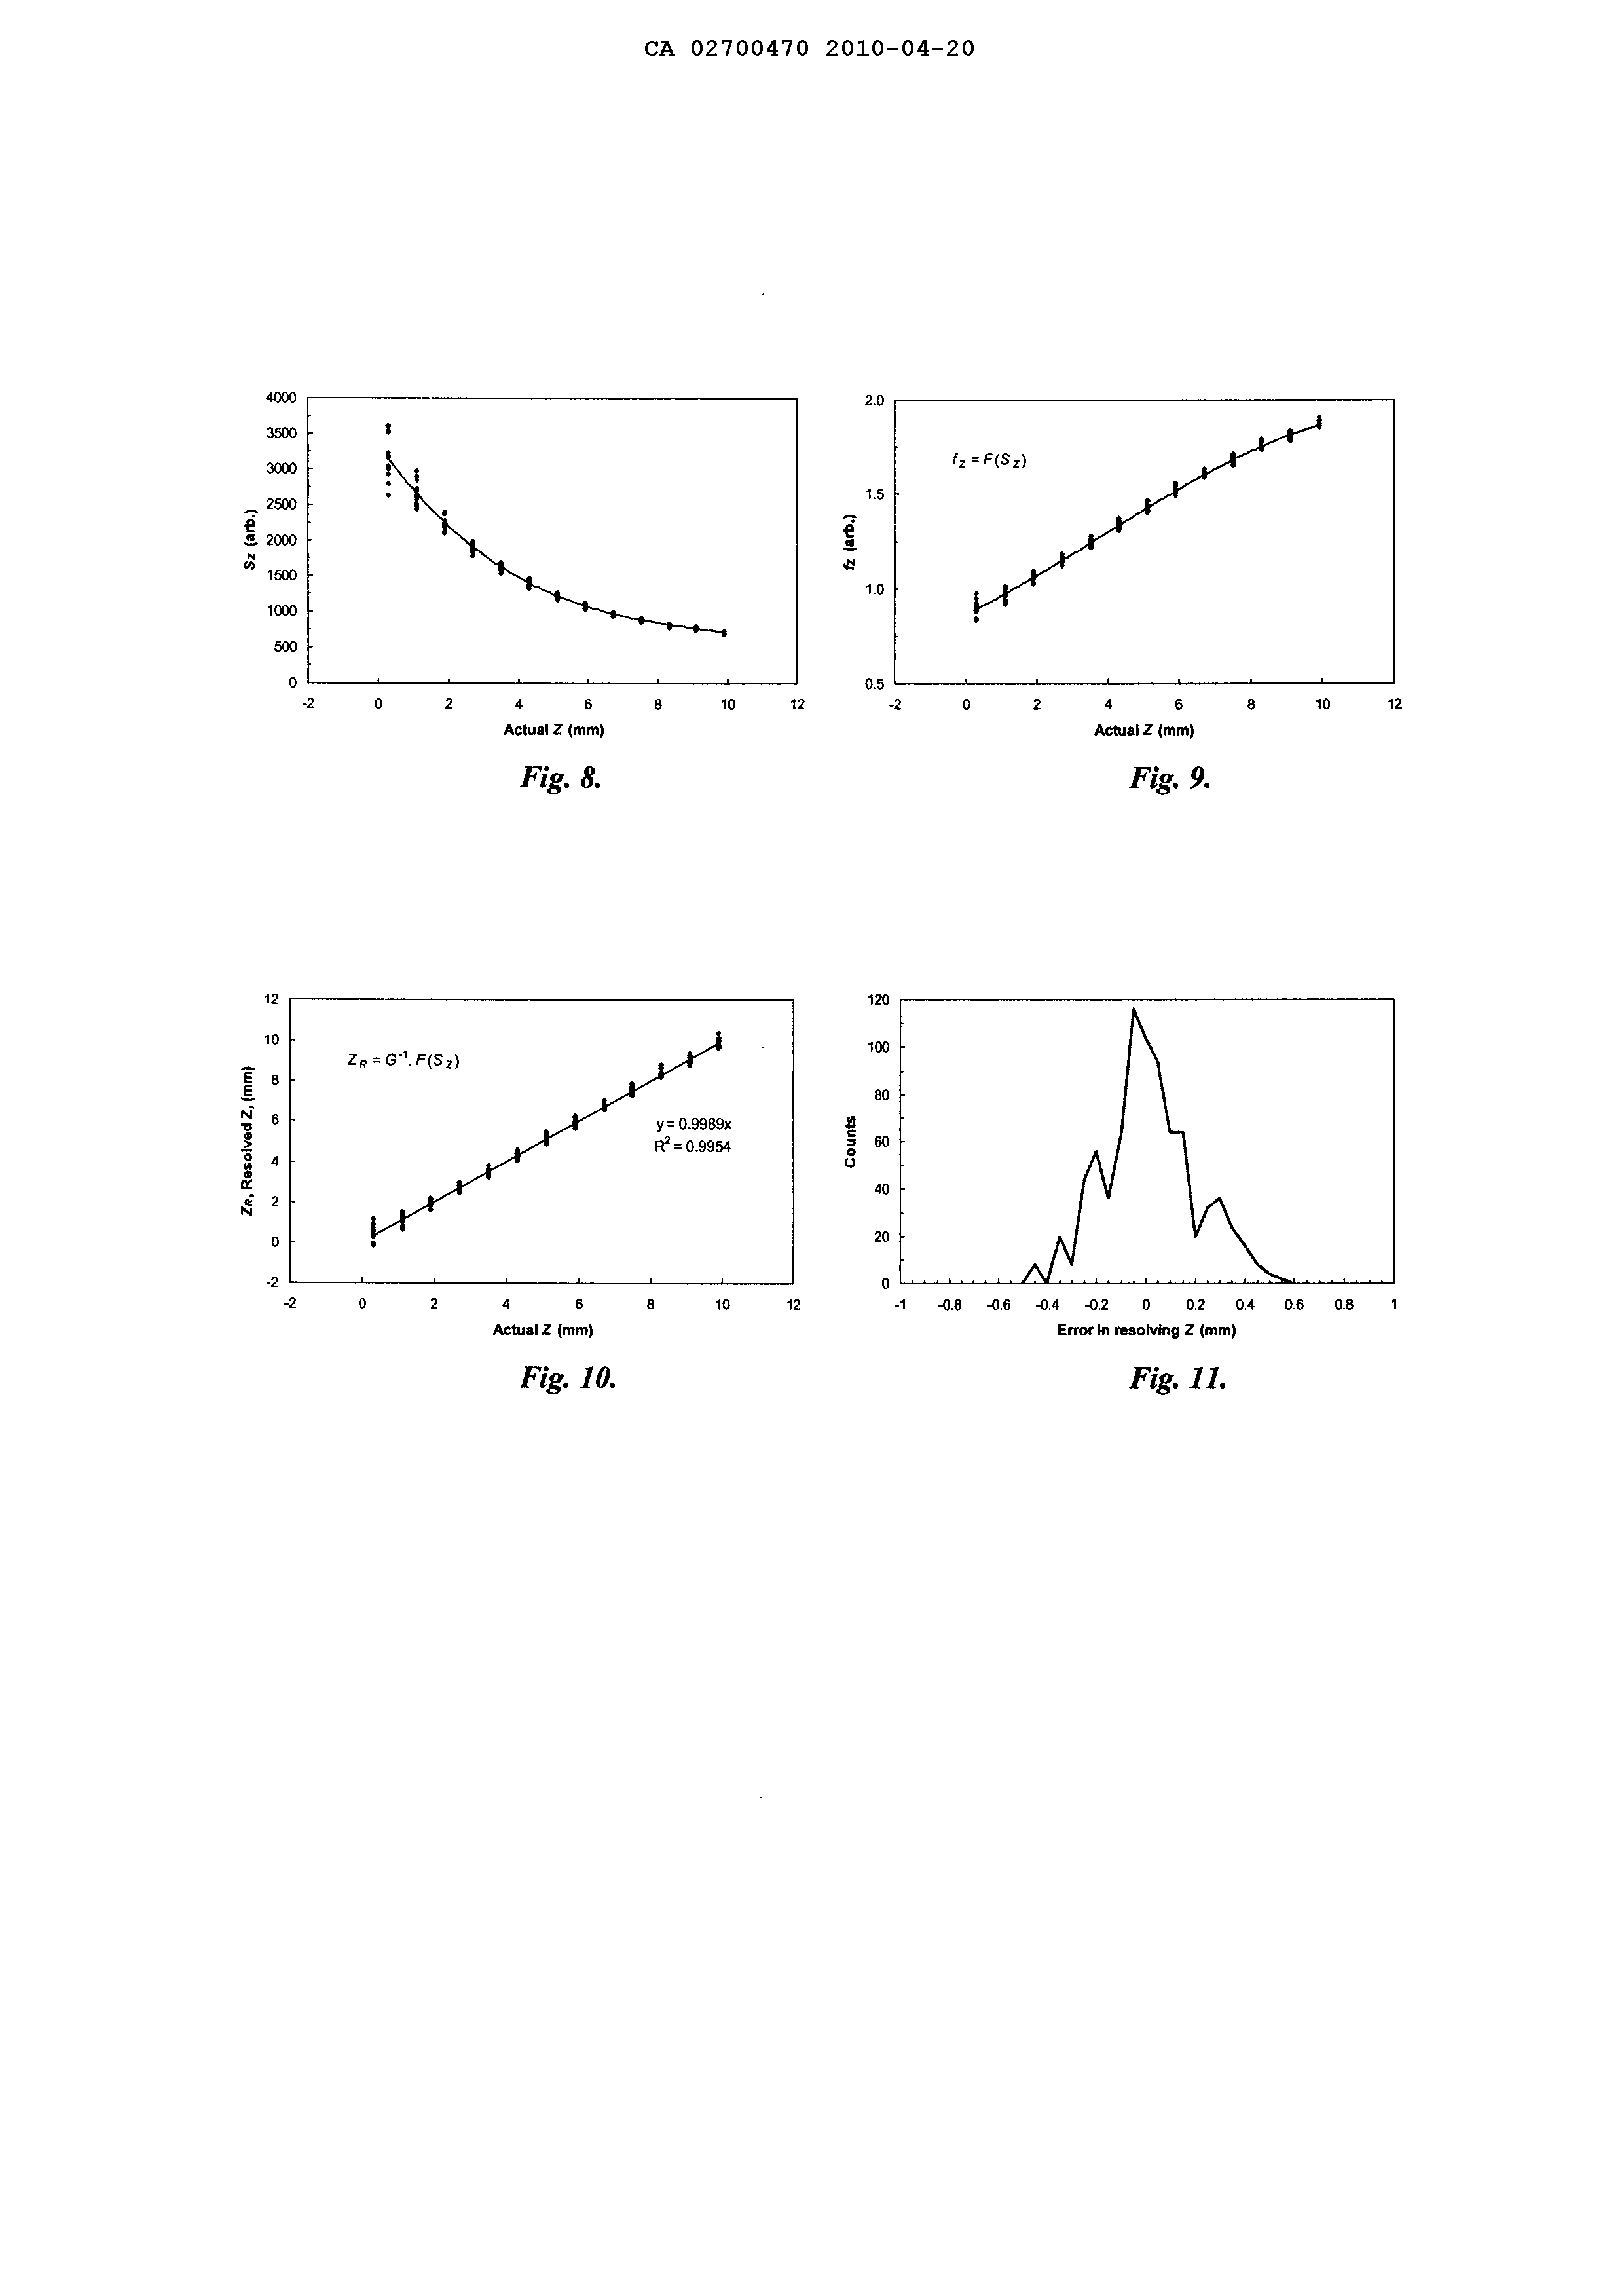 CA 02700470 2010-04-20
4000
3500
3000
2500
2000
1500
1000
500
0
Sz (arb.)
-2 0 2 4 6 8 10 12
Actual Z (mm)
Fig. 8.
2.0
1.5
1.0
0.5
fz (arb.)
fz = F(Sz)
-2 0 2 4 6 8 10 12
Actual Z (mm)
Fig. 9.
12
10
8
6
4
2
0
-2
ZR, Resolved Z, (mm)
ZR = G⁻¹. F(Sz)
y = 0.9989x
R² = 0.9954
-2 0 2 4 6 8 10 12
Actual Z (mm)
Fig. 10.
120
100
80
60
40
20
0
Counts
-1 -0.8 -0.6 -0.4 -0.2 0 0.2 0.4 0.6 0.8 1
Error in resolving Z (mm)
Fig. 11.